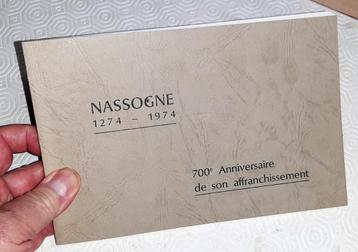 NASSOGNE
1274 – 1974
700e Anniversaire
de son affranchissement